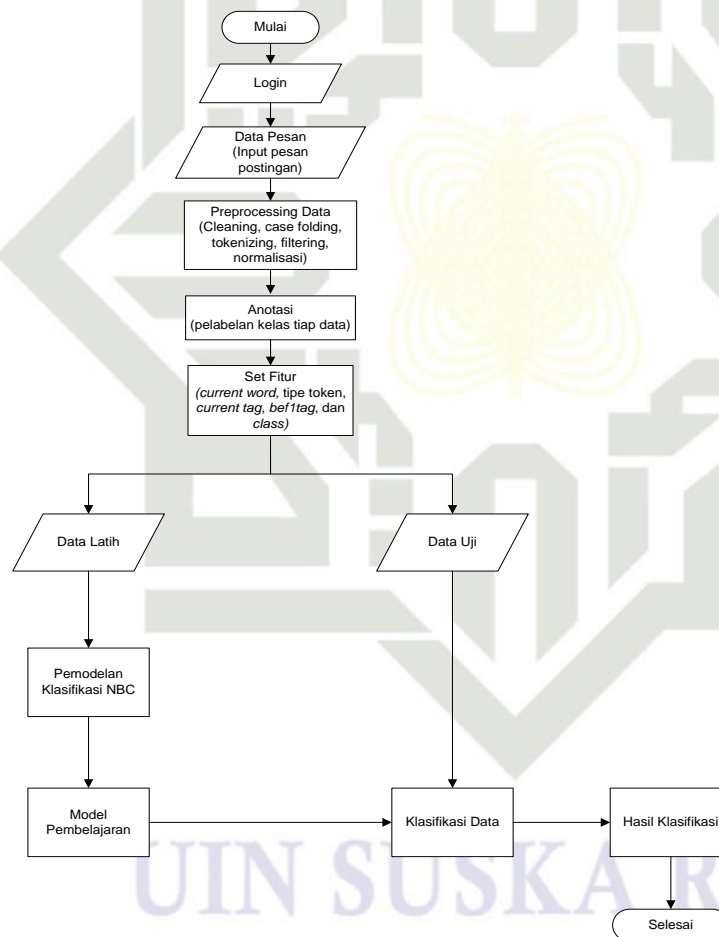 Mulai
Login
Data Pesan
(Input pesan
postingan)
Preprocessing Data
(Cleaning, case folding,
tokenizing, filtering,
normalisasi)
Anotasi
(pelabelan kelas tiap data)
Set Fitur
(current word, tipe token,
current tag, bef1tag, dan
class)
Data Latih
Data Uji
Pemodelan
Klasifikasi NBC
Model
Pembelajaran
Klasifikasi Data
Hasil Klasifikasi
UIN SUSKA R
Selesai